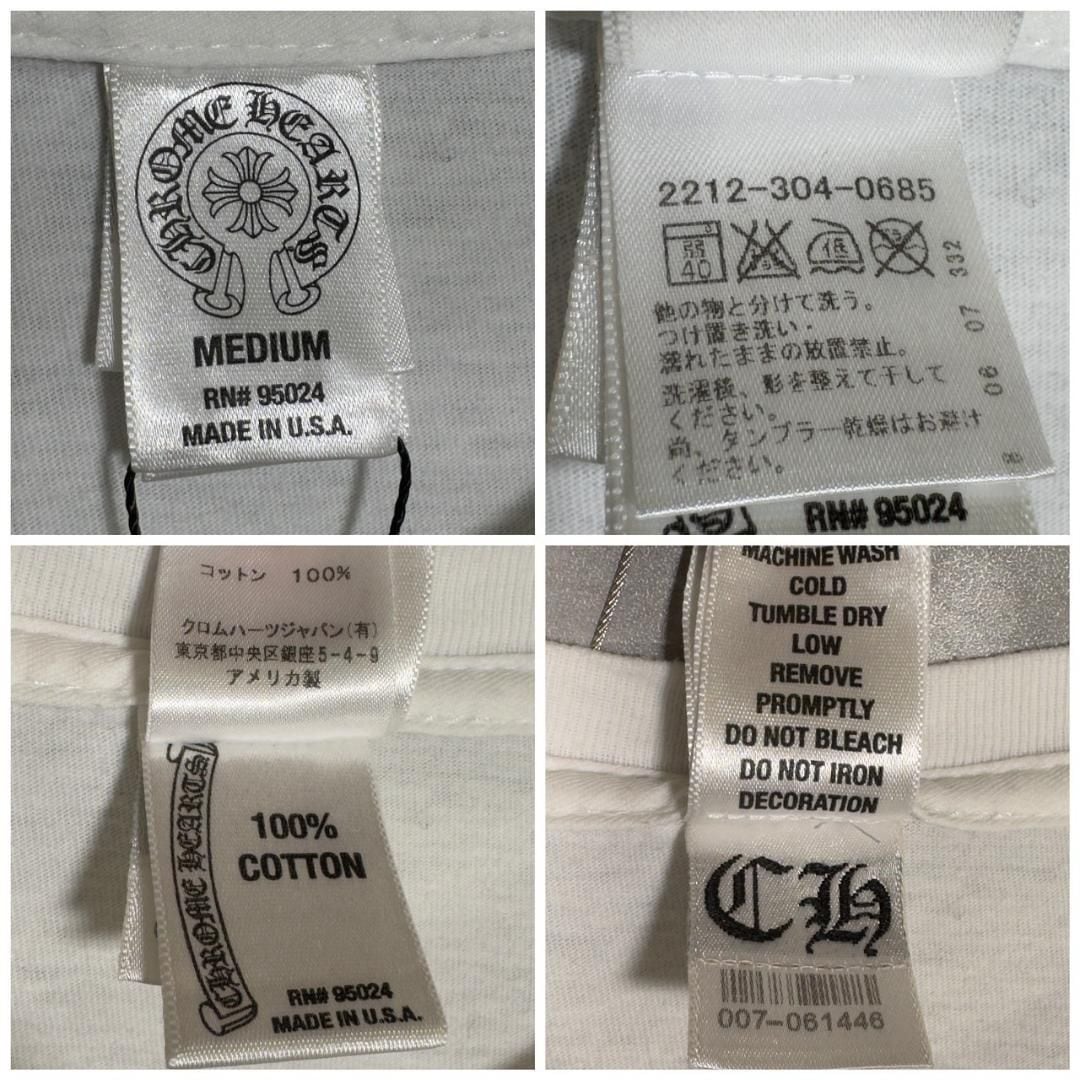 CHROME HEARTS
MEDIUM
RN# 95024
MADE IN U.S.A.
2212-304-0685
弱
40
低
332
07
06
他の物と分けて洗う。
つけ置き洗い・
濡れたままの放置禁止。
洗濯後、形を整えて干して
ください。
尚、タンブラー乾燥はお避け
ください。
RN# 95024
コットン 100%
クロムハーツジャパン(有)
東京都中央区銀座5-4-9
アメリカ製
CHROME HEARTS
100%
COTTON
RN# 95024
MADE IN U.S.A.
MACHINE WASH
COLD
TUMBLE DRY
LOW
REMOVE
PROMPTLY
DO NOT BLEACH
DO NOT IRON
DECORATION
CH
007-061446